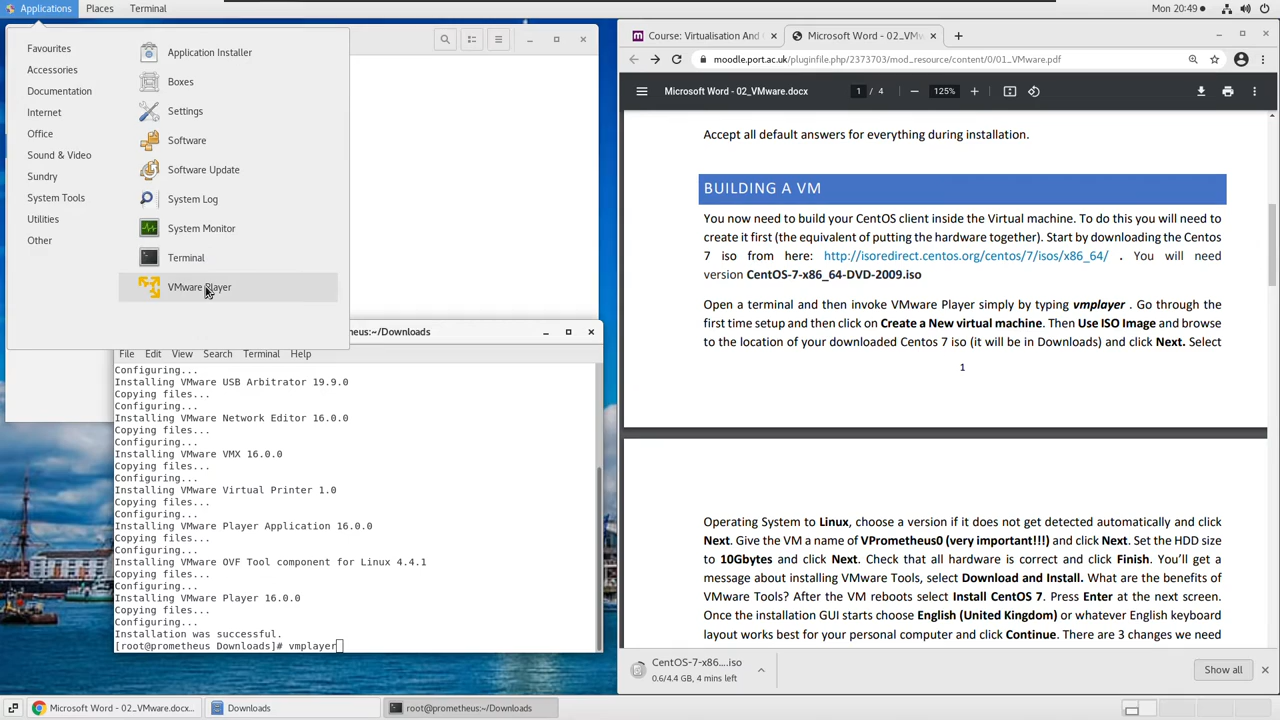 Applications
Places
Terminal
Mon 20:49
Favourites
Accessories
Documentation
Internet
Office
Sound & Video
Sundry
System Tools
Utilities
Other
Application Installer
Boxes
Settings
Software
Software Update
System Log
System Monitor
Terminal
VMware Player
theus:~/Downloads
File Edit View Search Terminal Help
Configuring...
Installing VMware USB Arbitrator 19.9.0
Copying files...
Configuring...
Installing VMware Network Editor 16.0.0
Copying files...
Configuring...
Installing VMware VMX 16.0.0
Copying files...
Configuring...
Installing VMware Virtual Printer 1.0
Copying files...
Configuring...
Installing VMware Player Application 16.0.0
Copying files...
Configuring...
Installing VMware OVF Tool component for Linux 4.4.1
Copying files...
Configuring...
Installing VMware Player 16.0.0
Copying files...
Configuring...
Installation was successful.
[root@prometheus Downloads]# vmplayer
Course: Virtualisation And
Microsoft Word - 02_VMw
moodle.port.ac.uk/pluginfile.php/2373703/mod_resource/content/0/01_VMware.pdf
Microsoft Word - 02_VMware.docx
1 / 4
125%
Accept all default answers for everything during installation.
BUILDING A VM
You now need to build your CentOS client inside the Virtual machine. To do this you will need to
create it first (the equivalent of putting the hardware together). Start by downloading the Centos
7 iso from here: http://isoredirect.centos.org/centos/7/isos/x86_64/ . You will need
version CentOS-7-x86_64-DVD-2009.iso
Open a terminal and then invoke VMware Player simply by typing vmplayer . Go through the
first time setup and then click on Create a New virtual machine. Then Use ISO Image and browse
to the location of your downloaded Centos 7 iso (it will be in Downloads) and click Next. Select
1
Operating System to Linux, choose a version if it does not get detected automatically and click
Next. Give the VM a name of VPrometheus0 (very important!!!) and click Next. Set the HDD size
to 10Gbytes and click Next. Check that all hardware is correct and click Finish. You'll get a
message about installing VMware Tools, select Download and Install. What are the benefits of
VMware Tools? After the VM reboots select Install CentOS 7. Press Enter at the next screen.
Once the installation GUI starts choose English (United Kingdom) or whatever English keyboard
layout works best for your personal computer and click Continue. There are 3 changes we need
CentOS-7-x86....iso
0.6/4.4 GB, 4 mins left
Show all
Microsoft Word - 02_VMware.docx...
Downloads
root@prometheus:~/Downloads